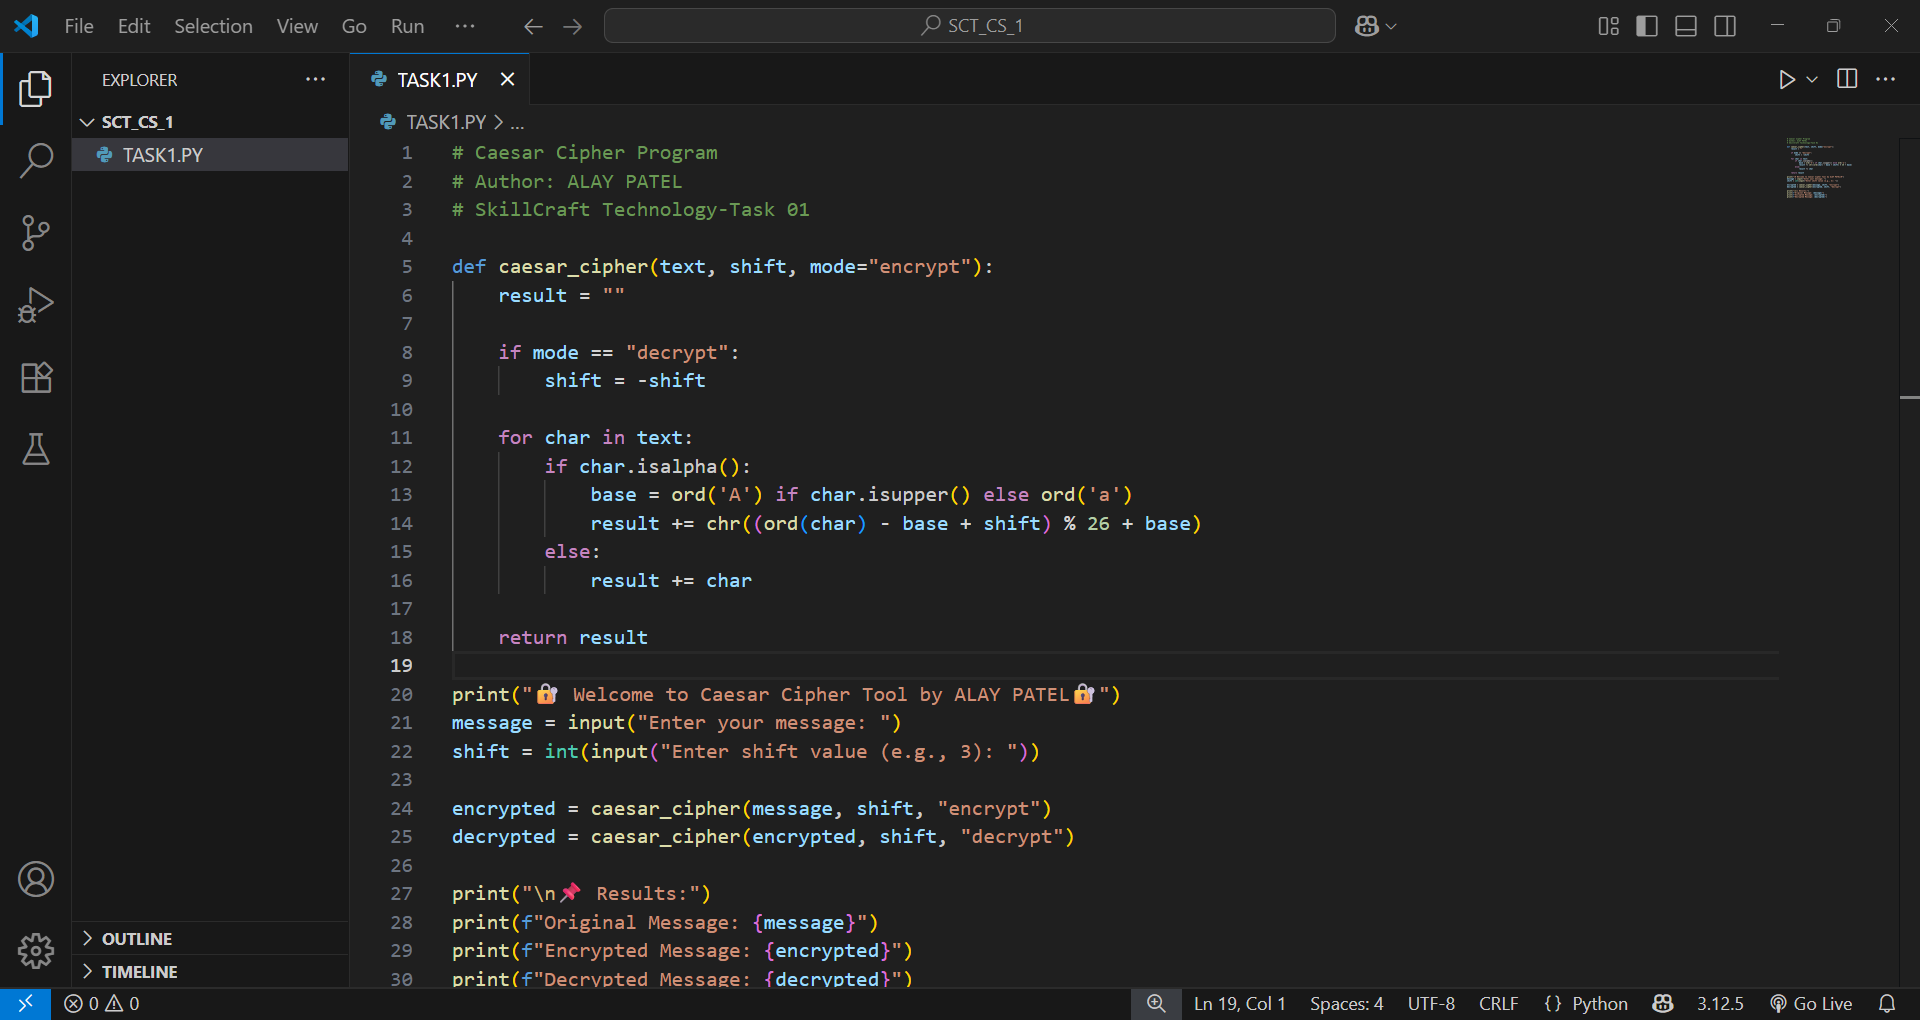 File Edit Selection View Go Run ... SCT_CS_1
EXPLORER ...
SCT_CS_1
TASK1.PY
OUTLINE
TIMELINE
TASK1.PY
TASK1.PY > ...
1 # Caesar Cipher Program
2 # Author: ALAY PATEL
3 # SkillCraft Technology-Task 01
4
5 def caesar_cipher(text, shift, mode="encrypt"):
6     result = ""
7
8     if mode == "decrypt":
9         shift = -shift
10
11     for char in text:
12         if char.isalpha():
13             base = ord('A') if char.isupper() else ord('a')
14             result += chr((ord(char) - base + shift) % 26 + base)
15         else:
16             result += char
17
18     return result
19
20 print("🔐 Welcome to Caesar Cipher Tool by ALAY PATEL🔐")
21 message = input("Enter your message: ")
22 shift = int(input("Enter shift value (e.g., 3): "))
23
24 encrypted = caesar_cipher(message, shift, "encrypt")
25 decrypted = caesar_cipher(encrypted, shift, "decrypt")
26
27 print("\n📌 Results:")
28 print(f"Original Message: {message}")
29 print(f"Encrypted Message: {encrypted}")
30 print(f"Decrypted Message: {decrypted}")
0 0 Ln 19, Col 1 Spaces: 4 UTF-8 CRLF {} Python 3.12.5 Go Live